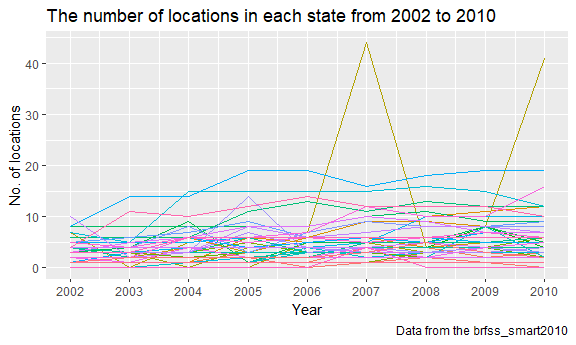 The number of locations in each state from 2002 to 2010
No. of locations
40
30
20
10
0
2002 2003 2004 2005 2006 2007 2008 2009 2010
Year
Data from the brfss_smart2010